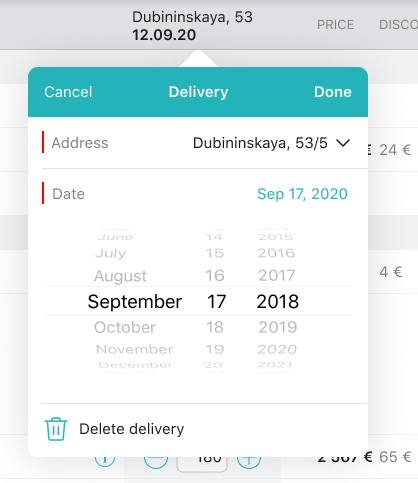 Dubininskaya, 53
12.09.20
PRICE
DISCO
Cancel Delivery Done
Address Dubininskaya, 53/5
24 €
Date Sep 17, 2020
June 14 2015
July 15 2016
August 16 2017
4 €
September 17 2018
October 18 2019
November 19 2020
December 20 2021
Delete delivery
180
2 567 € 65 €